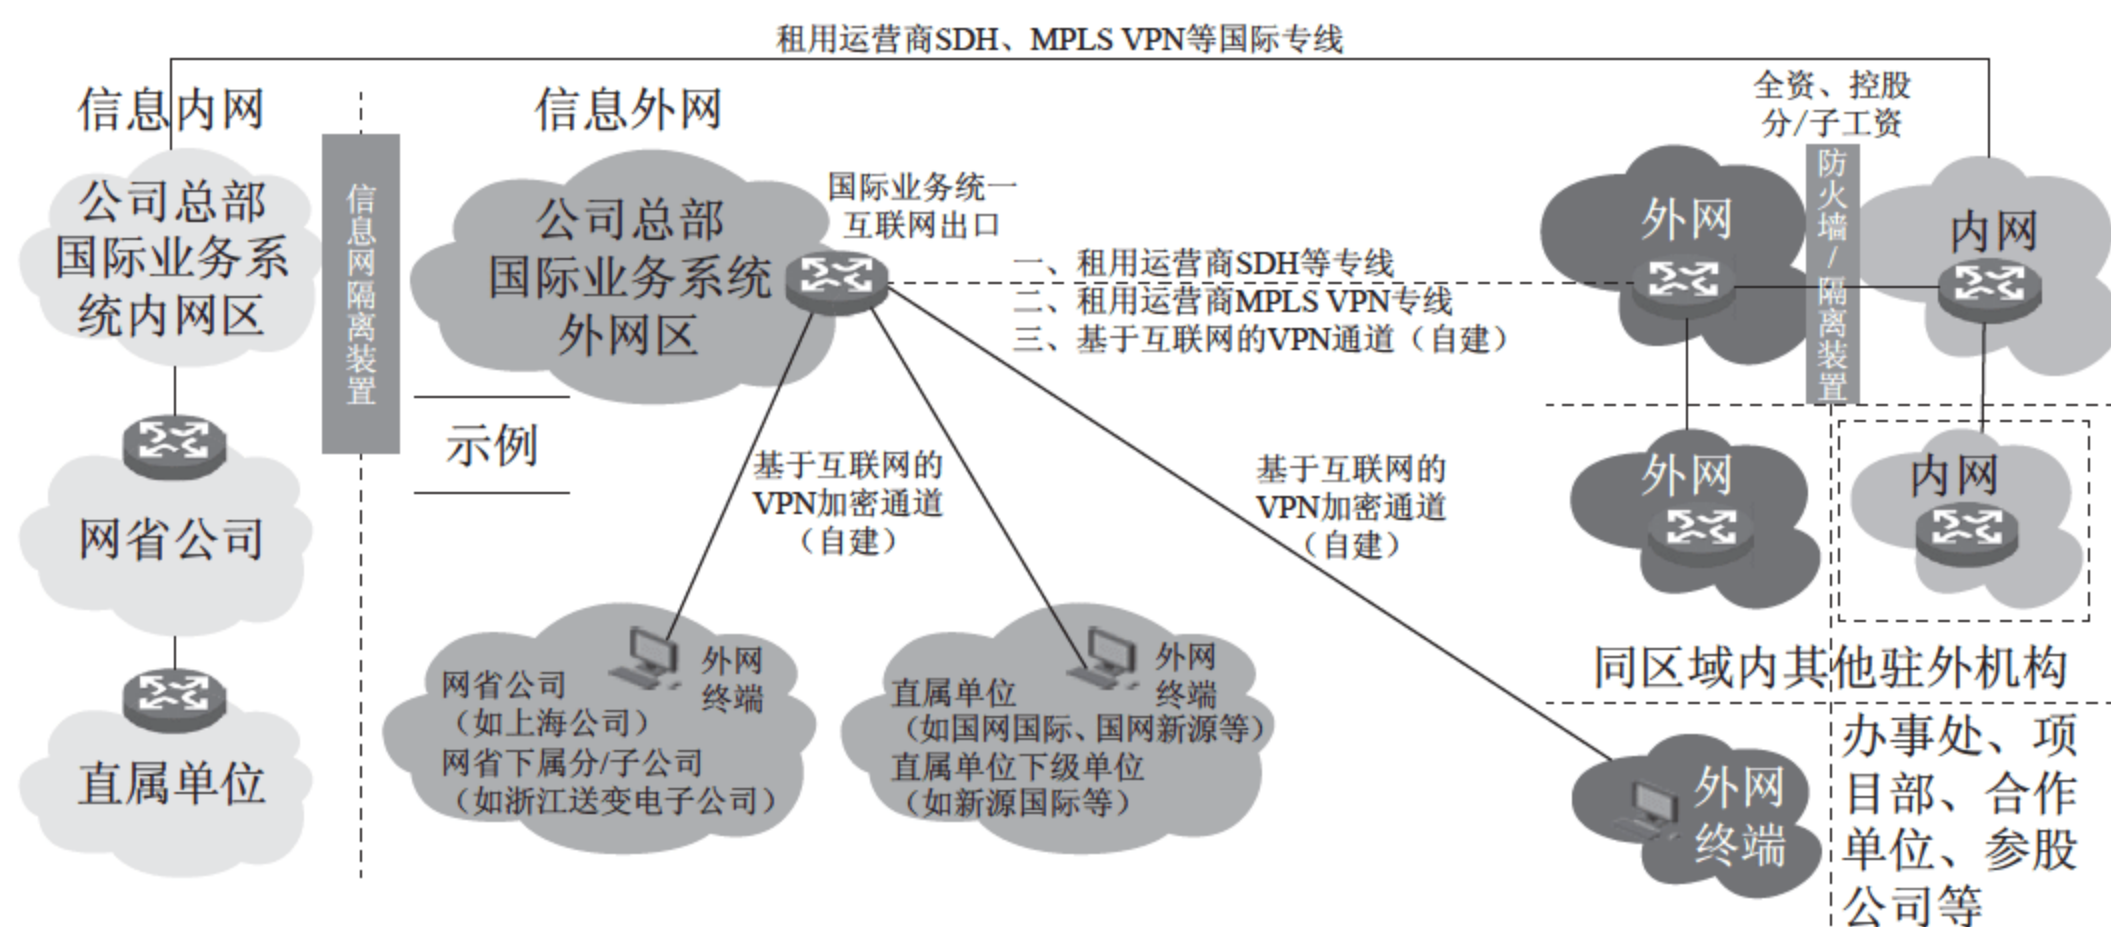 租用运营商SDH、MPLS VPN等国际专线
信息内网
信息外网
全资、控股
分/子工资
公司总部
国际业务系
统内网区
信息网隔离装置
公司总部
国际业务系统
外网区
国际业务统一
互联网出口
一、租用运营商SDH等专线
二、租用运营商MPLS VPN专线
三、基于互联网的VPN通道（自建）
外网
防火墙/隔离装置
内网
示例
网省公司
直属单位
基于互联网的
VPN加密通道
（自建）
基于互联网的
VPN加密通道
（自建）
外网
内网
同区域内其他驻外机构
外网
终端
网省公司
（如上海公司）
网省下属分/子公司
（如浙江送变电子公司）
外网
终端
直属单位
（如国网国际、国网新源等）
直属单位下级单位
（如新源国际等）
外网
终端
办事处、项
目部、合作
单位、参股
公司等